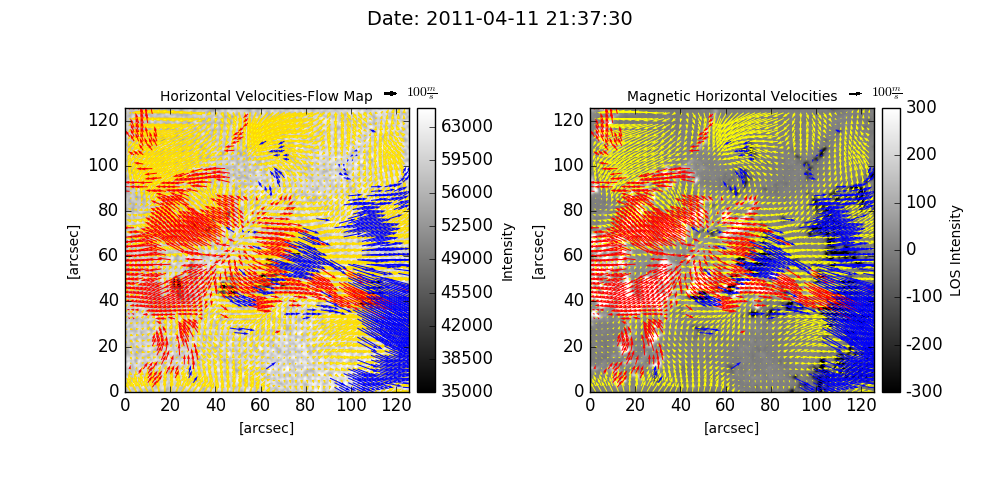 Date: 2011-04-11 21:37:30
Horizontal Velocities-Flow Map
100 m/s
120
100
80
60
40
20
0
[arcsec]
0 20 40 60 80 100 120
[arcsec]
63000
59500
56000
52500
49000
45500
42000
38500
35000
Intensity
Magnetic Horizontal Velocities
100 m/s
120
100
80
60
40
20
0
[arcsec]
0 20 40 60 80 100 120
[arcsec]
300
200
100
0
-100
-200
-300
LOS Intensity